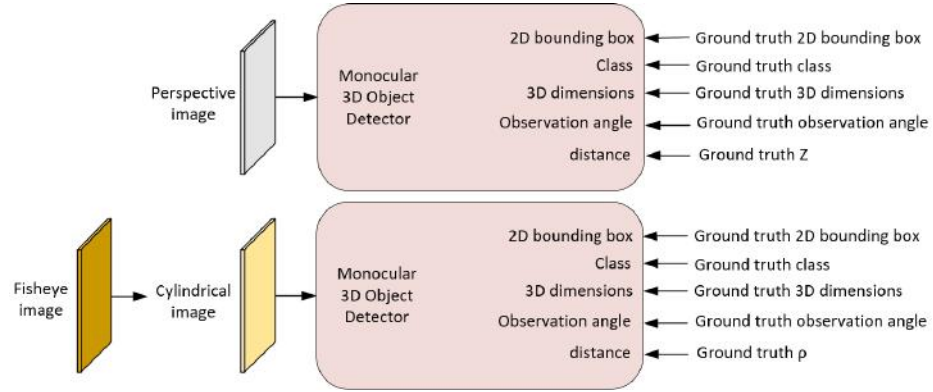 Perspective
image
Monocular
3D Object
Detector
2D bounding box
Class
3D dimensions
Observation angle
distance
Ground truth 2D bounding box
Ground truth class
Ground truth 3D dimensions
Ground truth observation angle
Ground truth Z
Fisheye
image
Cylindrical
image
Monocular
3D Object
Detector
2D bounding box
Class
3D dimensions
Observation angle
distance
Ground truth 2D bounding box
Ground truth class
Ground truth 3D dimensions
Ground truth observation angle
Ground truth ρ